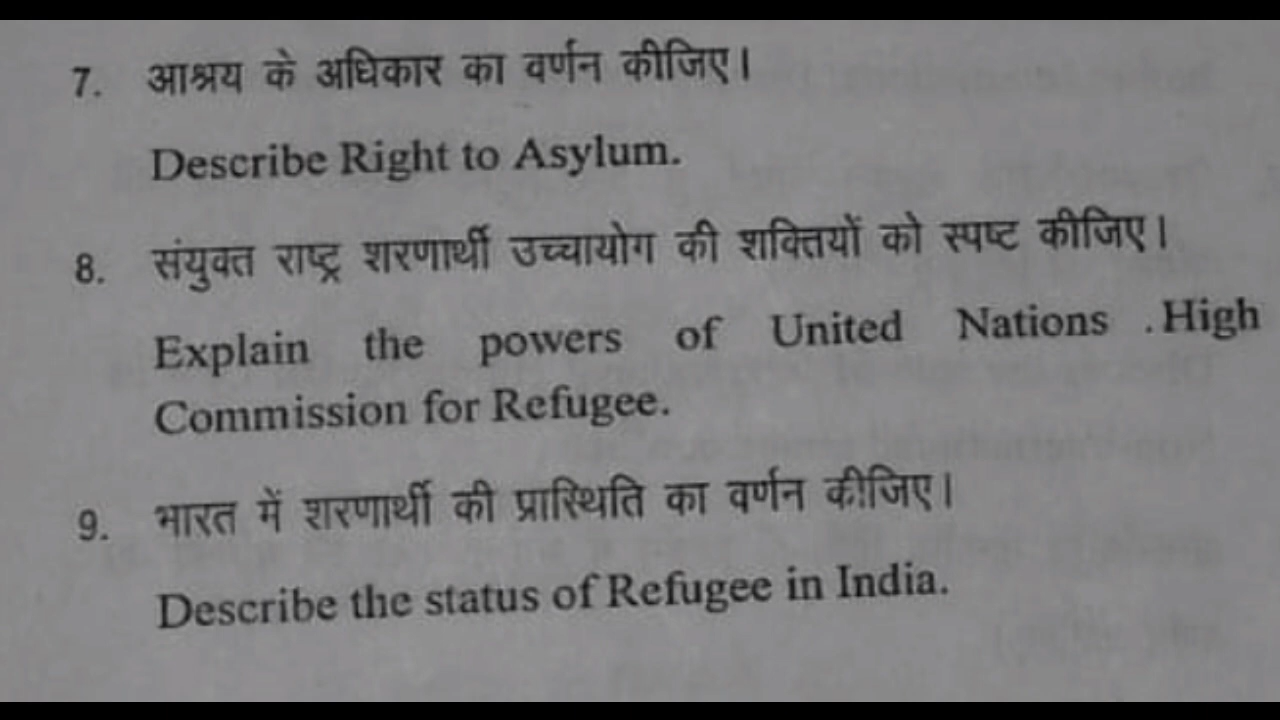 7. आश्रय के अधिकार का वर्णन कीजिए।
Describe Right to Asylum.
8. संयुक्त राष्ट्र शरणार्थी उच्चायोग की शक्तियों को स्पष्ट कीजिए।
Explain the powers of United Nations . High
Commission for Refugee.
9. भारत में शरणार्थी की प्रास्थिति का वर्णन कीजिए।
Describe the status of Refugee in India.